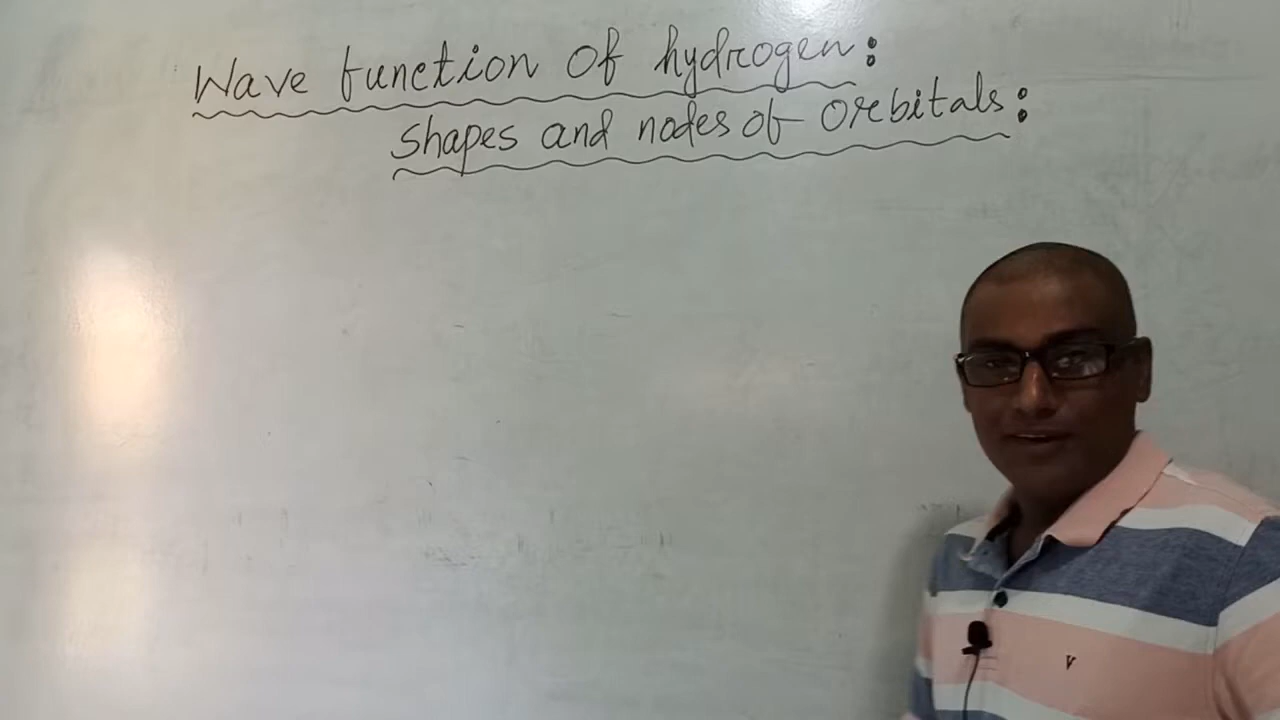 Wave function of hydrogen:
Shapes and nodes of orbitals:
V